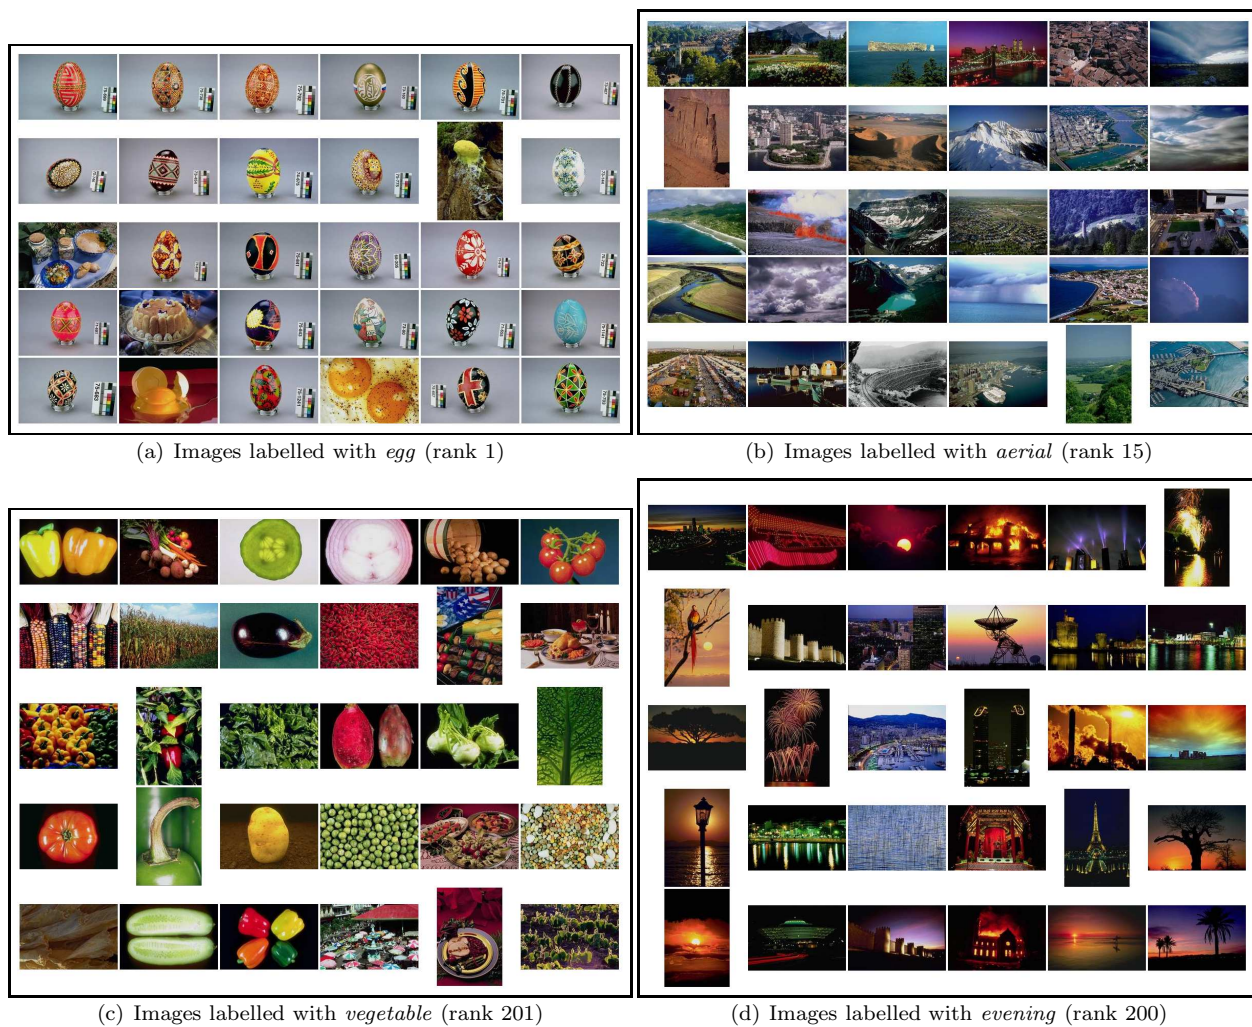 (a) Images labelled with egg (rank 1)
(b) Images labelled with aerial (rank 15)
(c) Images labelled with vegetable (rank 201)
(d) Images labelled with evening (rank 200)